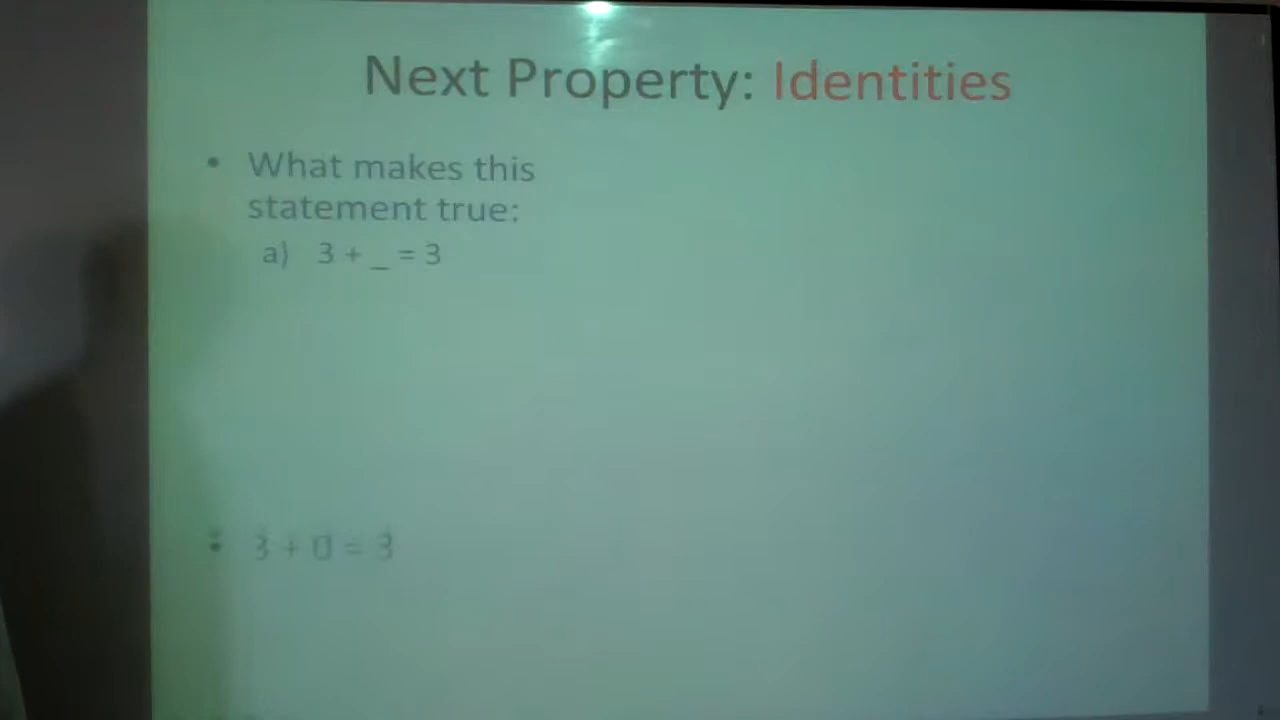 Next Property: Identities
• What makes this
statement true:
a) 3 + _ = 3
• 3 + 0 = 3